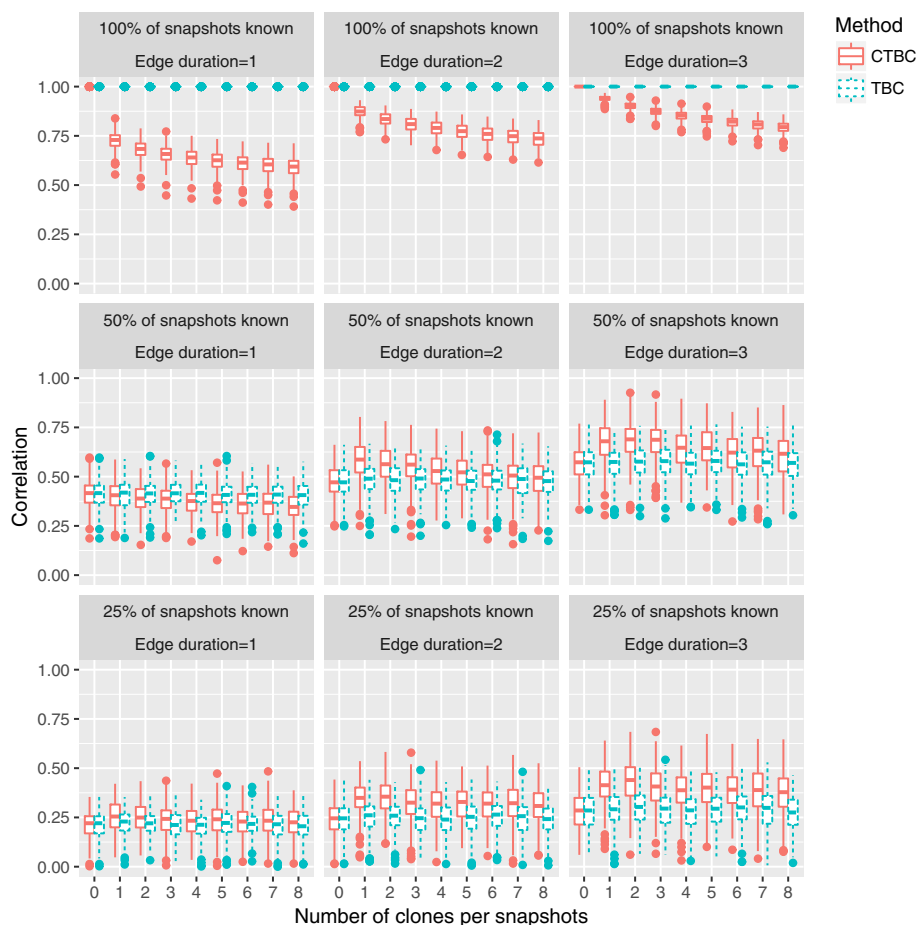 100% of snapshots known
100% of snapshots known
100% of snapshots known
Edge duration=1
Edge duration=2
Edge duration=3
Method
CTBC
TBC
1.00
0.75
0.50
0.25
0.00
50% of snapshots known
50% of snapshots known
50% of snapshots known
Edge duration=1
Edge duration=2
Edge duration=3
Correlation
1.00
0.75
0.50
0.25
0.00
25% of snapshots known
25% of snapshots known
25% of snapshots known
Edge duration=1
Edge duration=2
Edge duration=3
1.00
0.75
0.50
0.25
0.00
0 1 2 3 4 5 6 7 8
0 1 2 3 4 5 6 7 8
0 1 2 3 4 5 6 7 8
Number of clones per snapshots